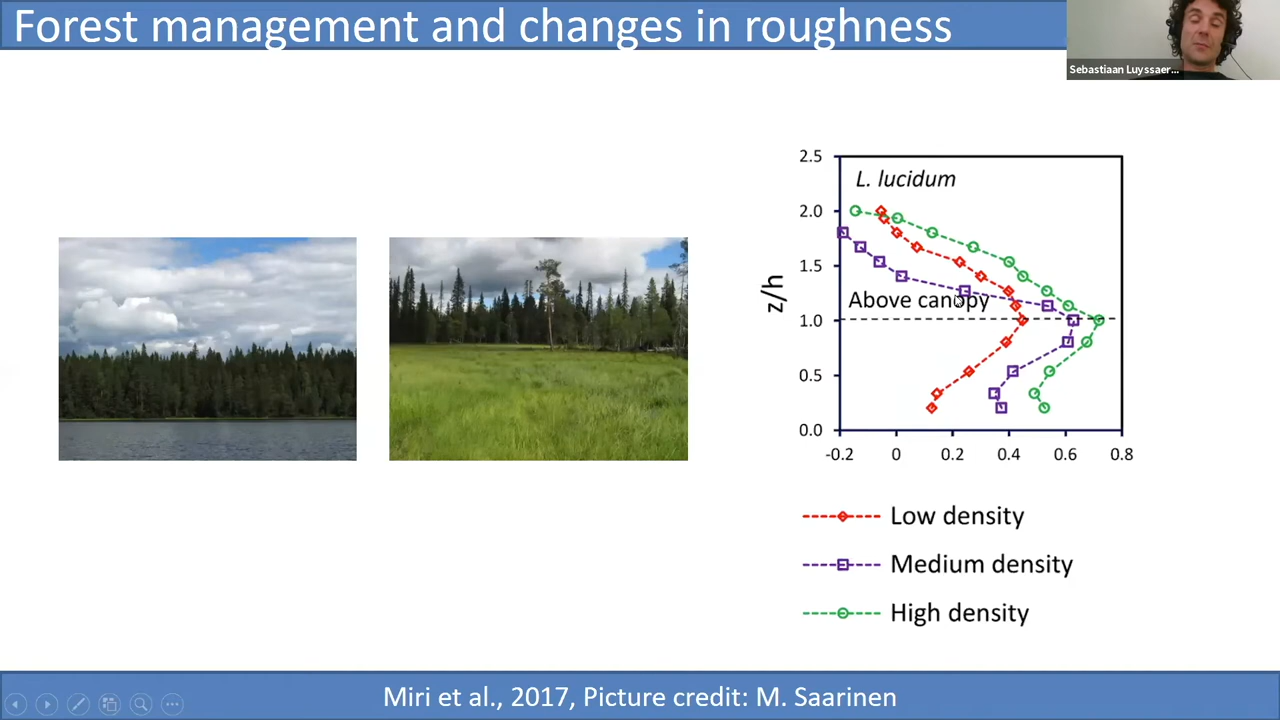 Forest management and changes in roughness
Sebastiaan Luyssaer...
2.5
L. lucidum
2.0
1.5
Above canopy
z/h
1.0
0.5
0.0
-0.2 0 0.2 0.4 0.6 0.8
Low density
Medium density
High density
Miri et al., 2017, Picture credit: M. Saarinen